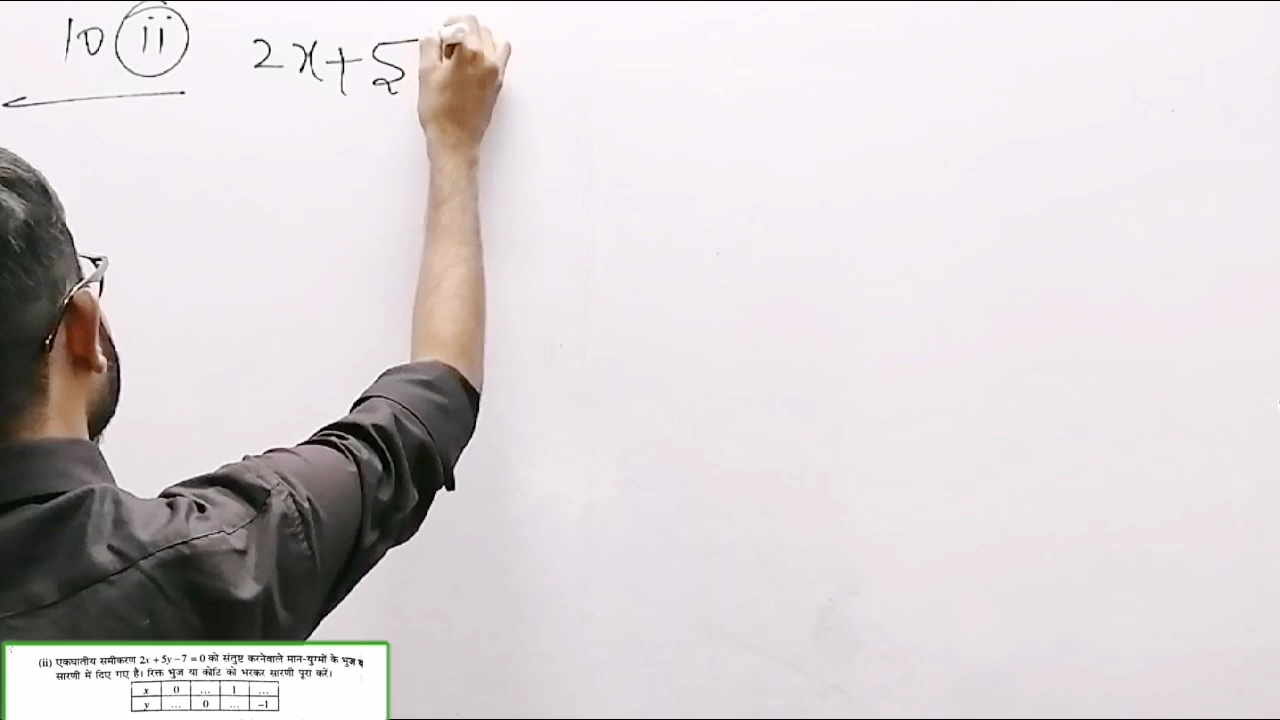 10 (ii) 2x+5
(ii) एकघातीय समीकरण 2x + 5y – 7 = 0 को संतुष्ट करनेवाले मान-युग्मों के भुज
सारणी में दिए गए हैं। रिक्त भुज या कोटि को भरकर सारणी पूरा करें।
x 0 ... 1 ...
y ... 0 ... –1